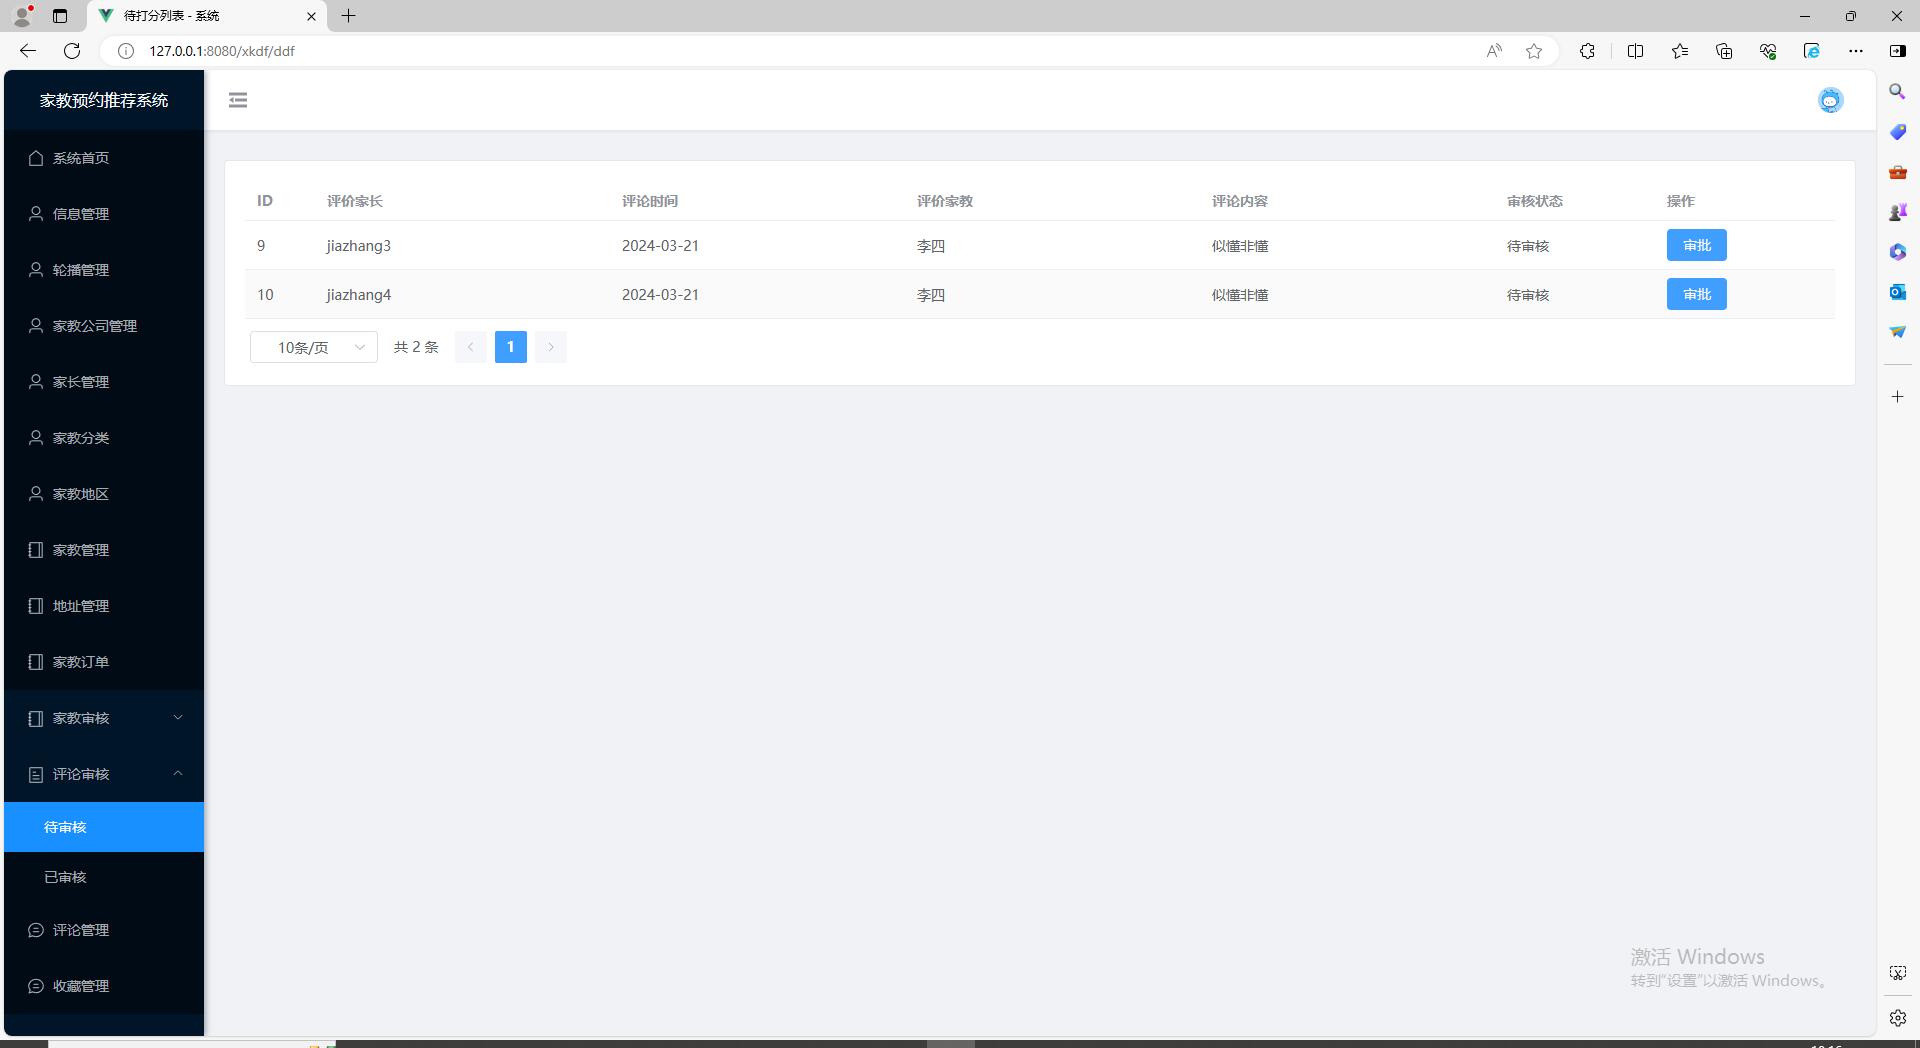 待打分列表 - 系统
127.0.0.1:8080/xkdf/ddf
家教预约推荐系统
系统首页
信息管理
轮播管理
家教公司管理
家长管理
家教分类
家教地区
家教管理
地址管理
家教订单
家教审核
评论审核
待审核
已审核
评论管理
收藏管理
ID 评价家长 评论时间 评价家教 评论内容 审核状态 操作
9 jiazhang3 2024-03-21 李四 似懂非懂 待审核 审批
10 jiazhang4 2024-03-21 李四 似懂非懂 待审核 审批
10条/页 共 2 条 1
激活 Windows
转到"设置"以激活 Windows。